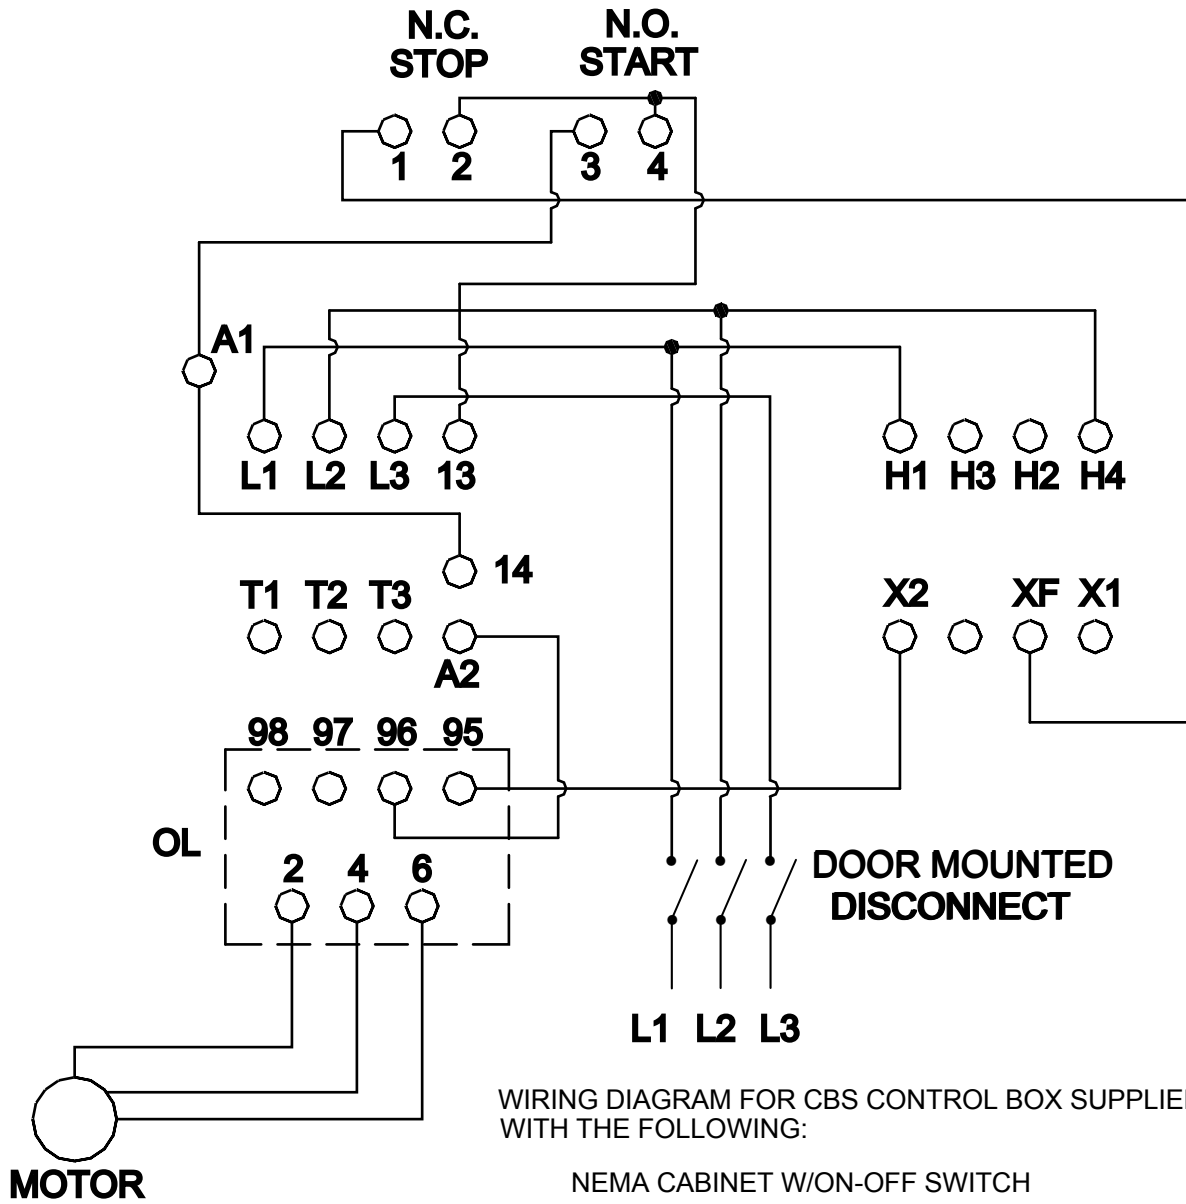 N.C. N.O.
STOP START
1 2 3 4
A1
L1 L2 L3 13 H1 H3 H2 H4
14
T1 T2 T3 X2 XF X1
A2
98 97 96 95
OL
2 4 6
DOOR MOUNTED
DISCONNECT
L1 L2 L3
WIRING DIAGRAM FOR CBS CONTROL BOX SUPPLIE
WITH THE FOLLOWING:
NEMA CABINET W/ON-OFF SWITCH
MOTOR